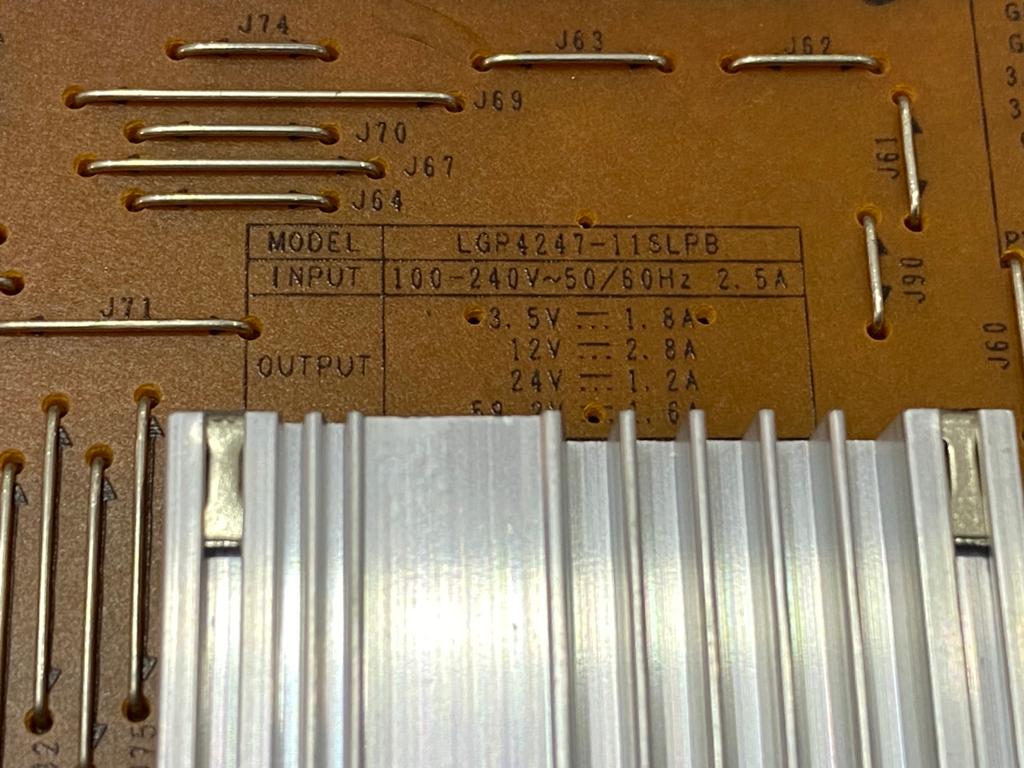 J74
J63
J62
J69
J70
J67
J64
J61
J90
J71
J60
MODEL LGP4247-11SLPB
INPUT 100-240V~50/60Hz 2.5A
OUTPUT
3.5V ⎓ 1.8A
12V ⎓ 2.8A
24V ⎓ 1.2A
J75